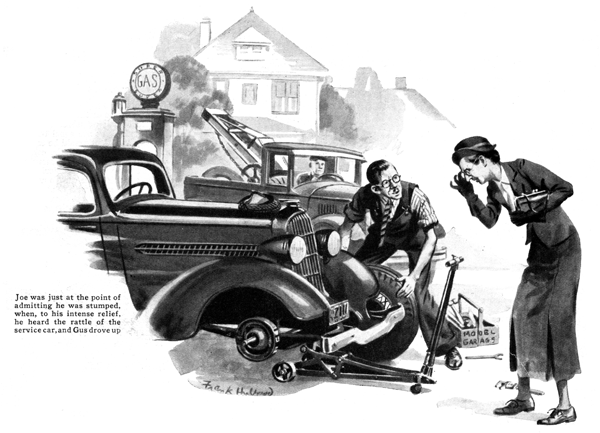 SUPER
GAS
Joe was just at the point of
admitting he was stumped,
when, to his intense relief,
he heard the rattle of the
service car, and Gus drove up
MODEL
GARAGE